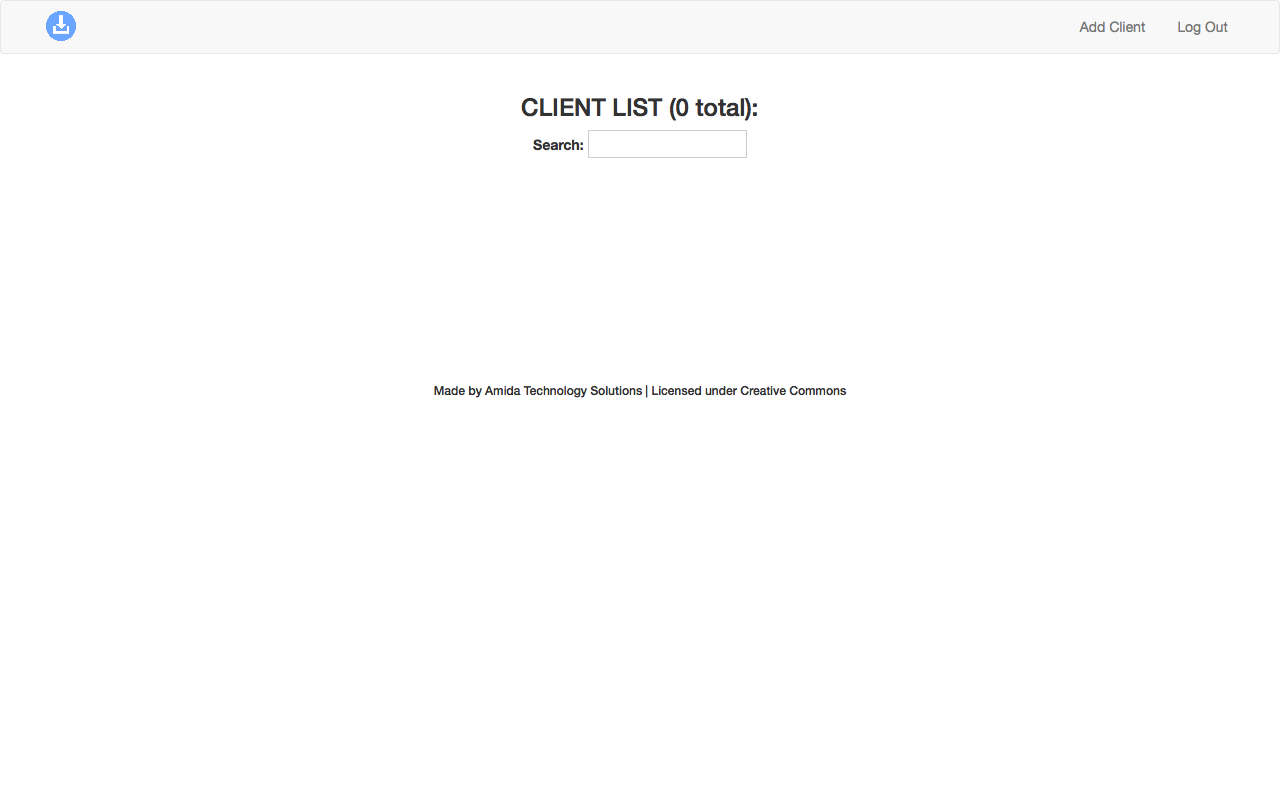 Add Client Log Out
CLIENT LIST (0 total):
Search:
Made by Amida Technology Solutions | Licensed under Creative Commons